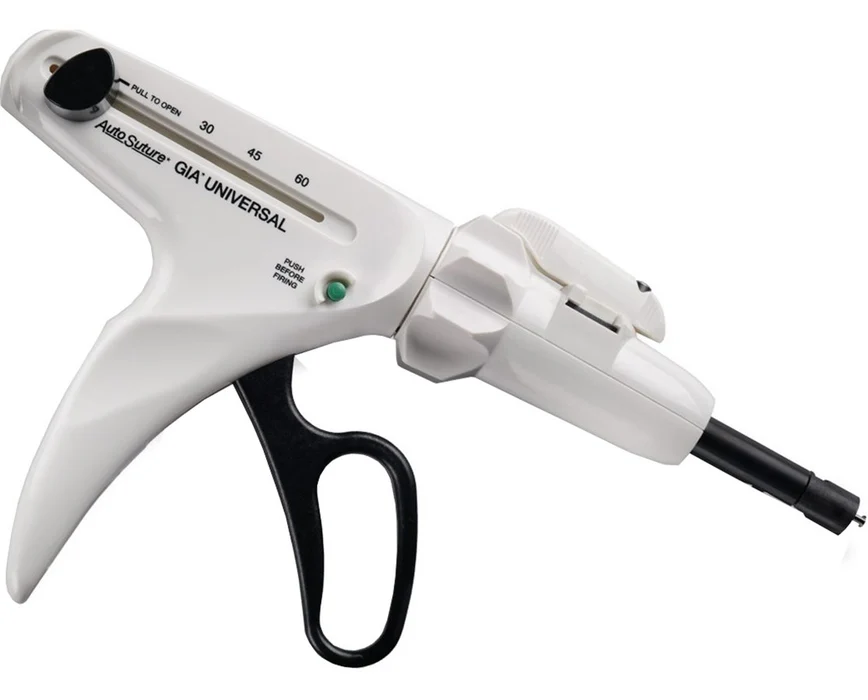 PULL TO OPEN
30
45
60
AutoSuture*
GIA* UNIVERSAL
PUSH
BEFORE
FIRING